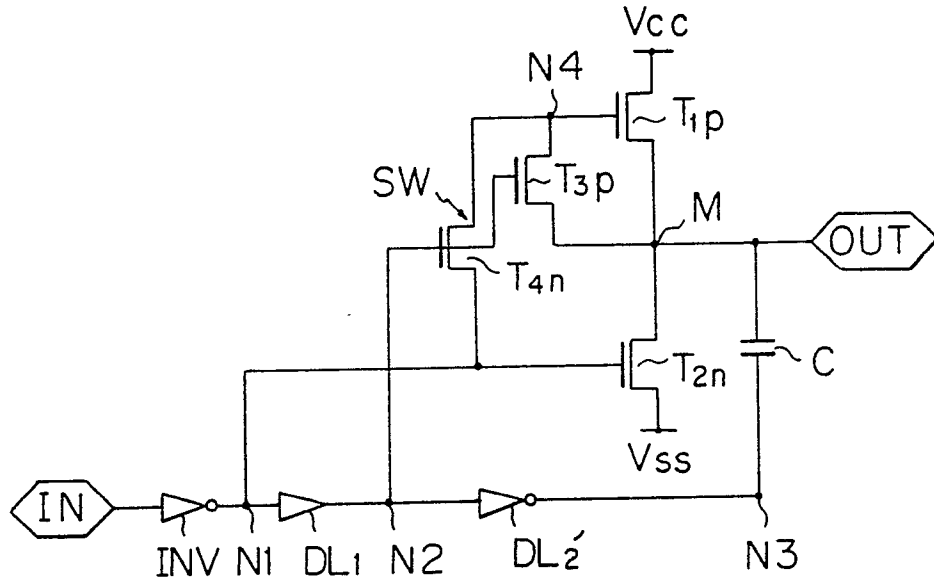 Vcc
N4
T1p
SW
T3p
M
OUT
T4n
T2n
C
Vss
IN
INV
N1
DL1
N2
DL2′
N3